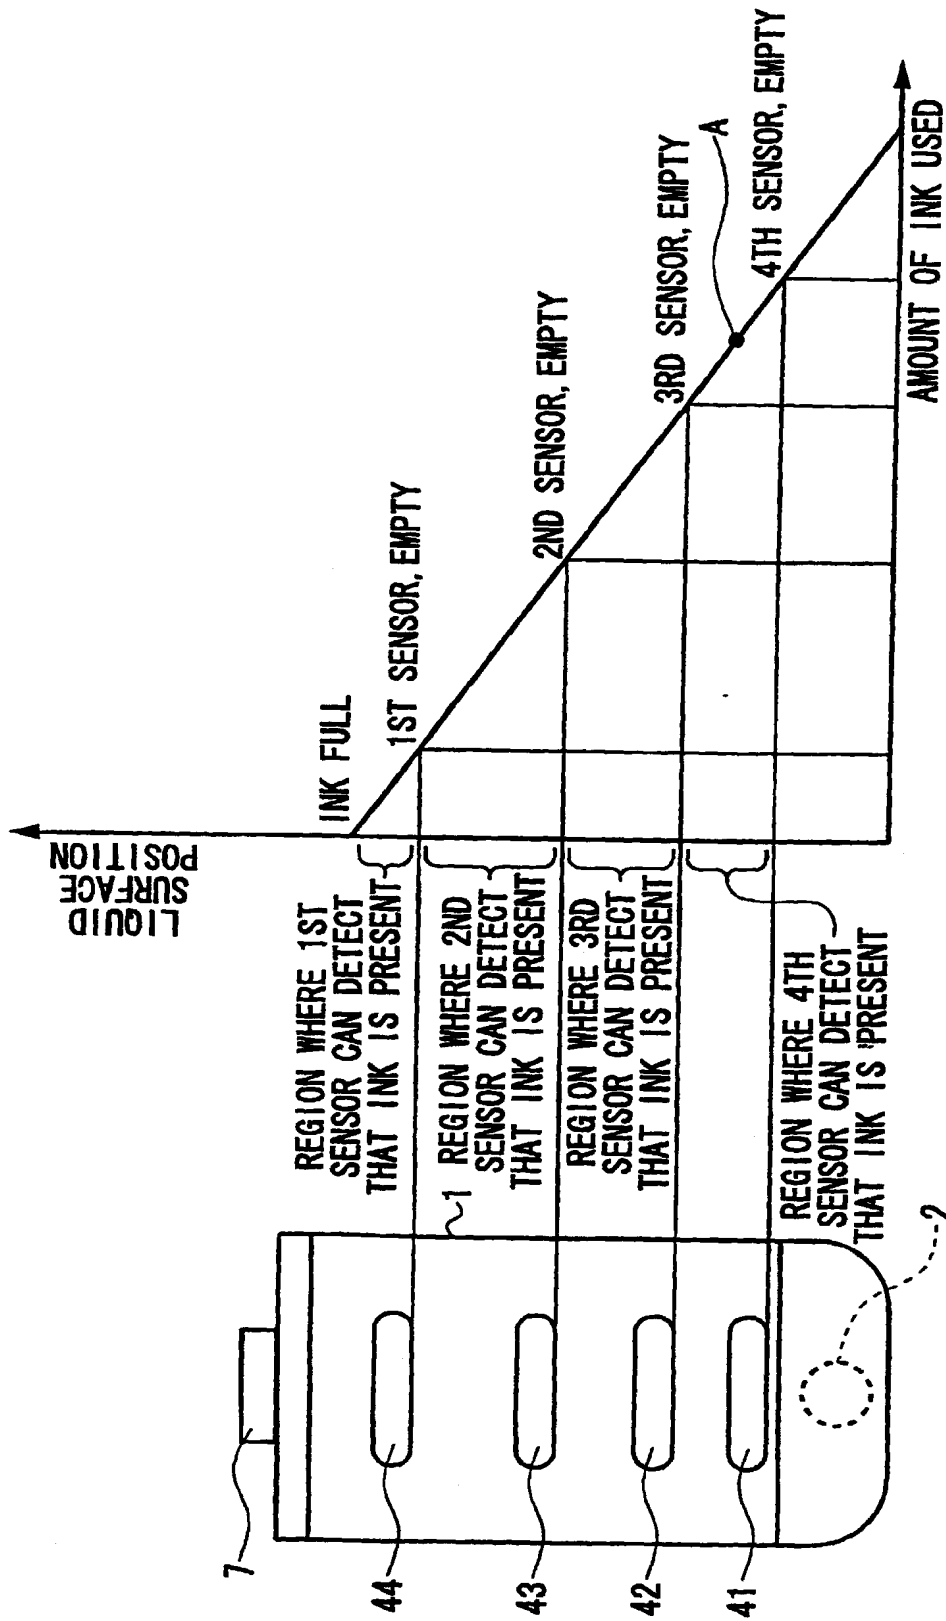 LIQUID
SURFACE
POSITION
INK FULL
1ST SENSOR, EMPTY
2ND SENSOR, EMPTY
3RD SENSOR, EMPTY
A
4TH SENSOR, EMPTY
AMOUNT OF INK USED
REGION WHERE 1ST
SENSOR CAN DETECT
THAT INK IS PRESENT
REGION WHERE 2ND
SENSOR CAN DETECT
THAT INK IS PRESENT
REGION WHERE 3RD
SENSOR CAN DETECT
THAT INK IS PRESENT
REGION WHERE 4TH
SENSOR CAN DETECT
THAT INK IS PRESENT
7
1
44
43
42
41
2